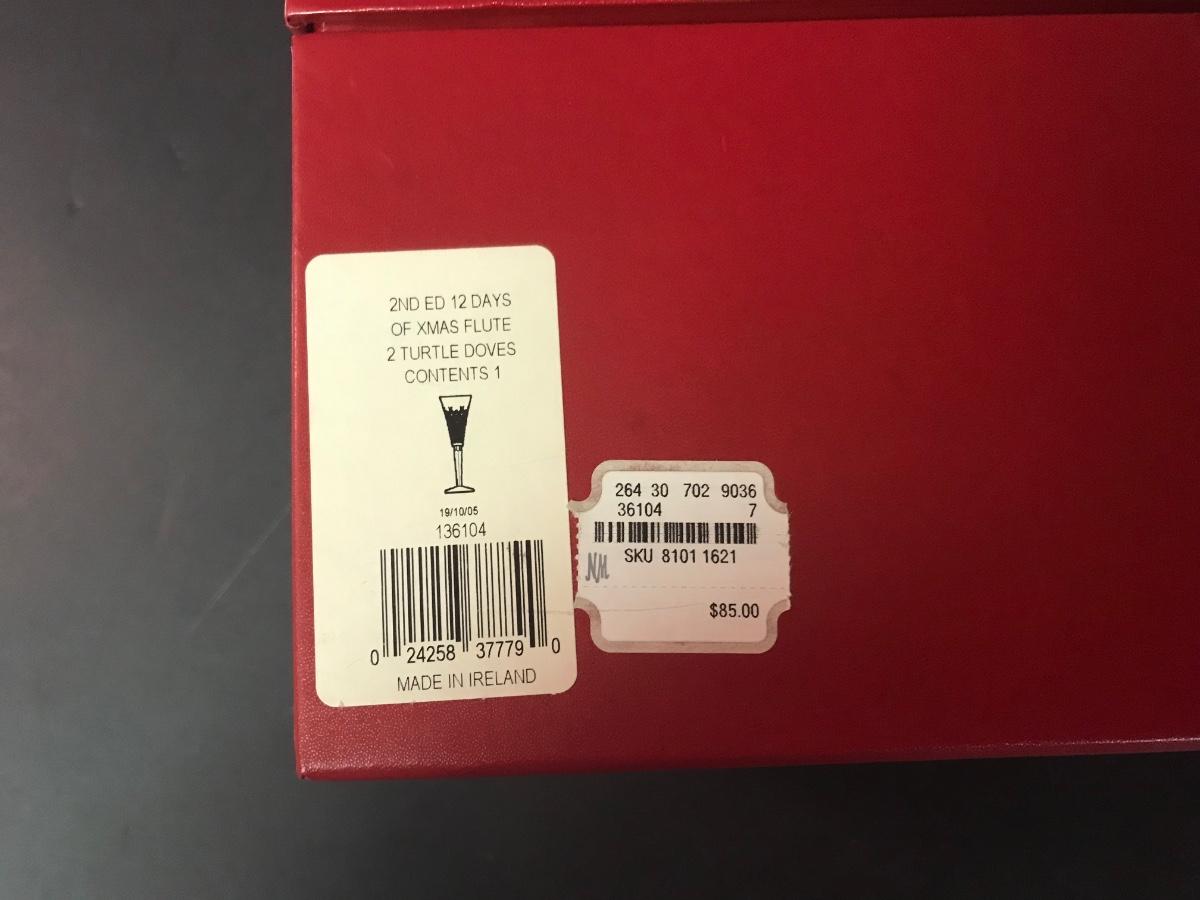 2ND ED 12 DAYS
OF XMAS FLUTE
2 TURTLE DOVES
CONTENTS 1
19/10/05
136104
0 24258 37779 0
MADE IN IRELAND
264 30 702 9036
36104 7
SKU 8101 1621
NM
$85.00